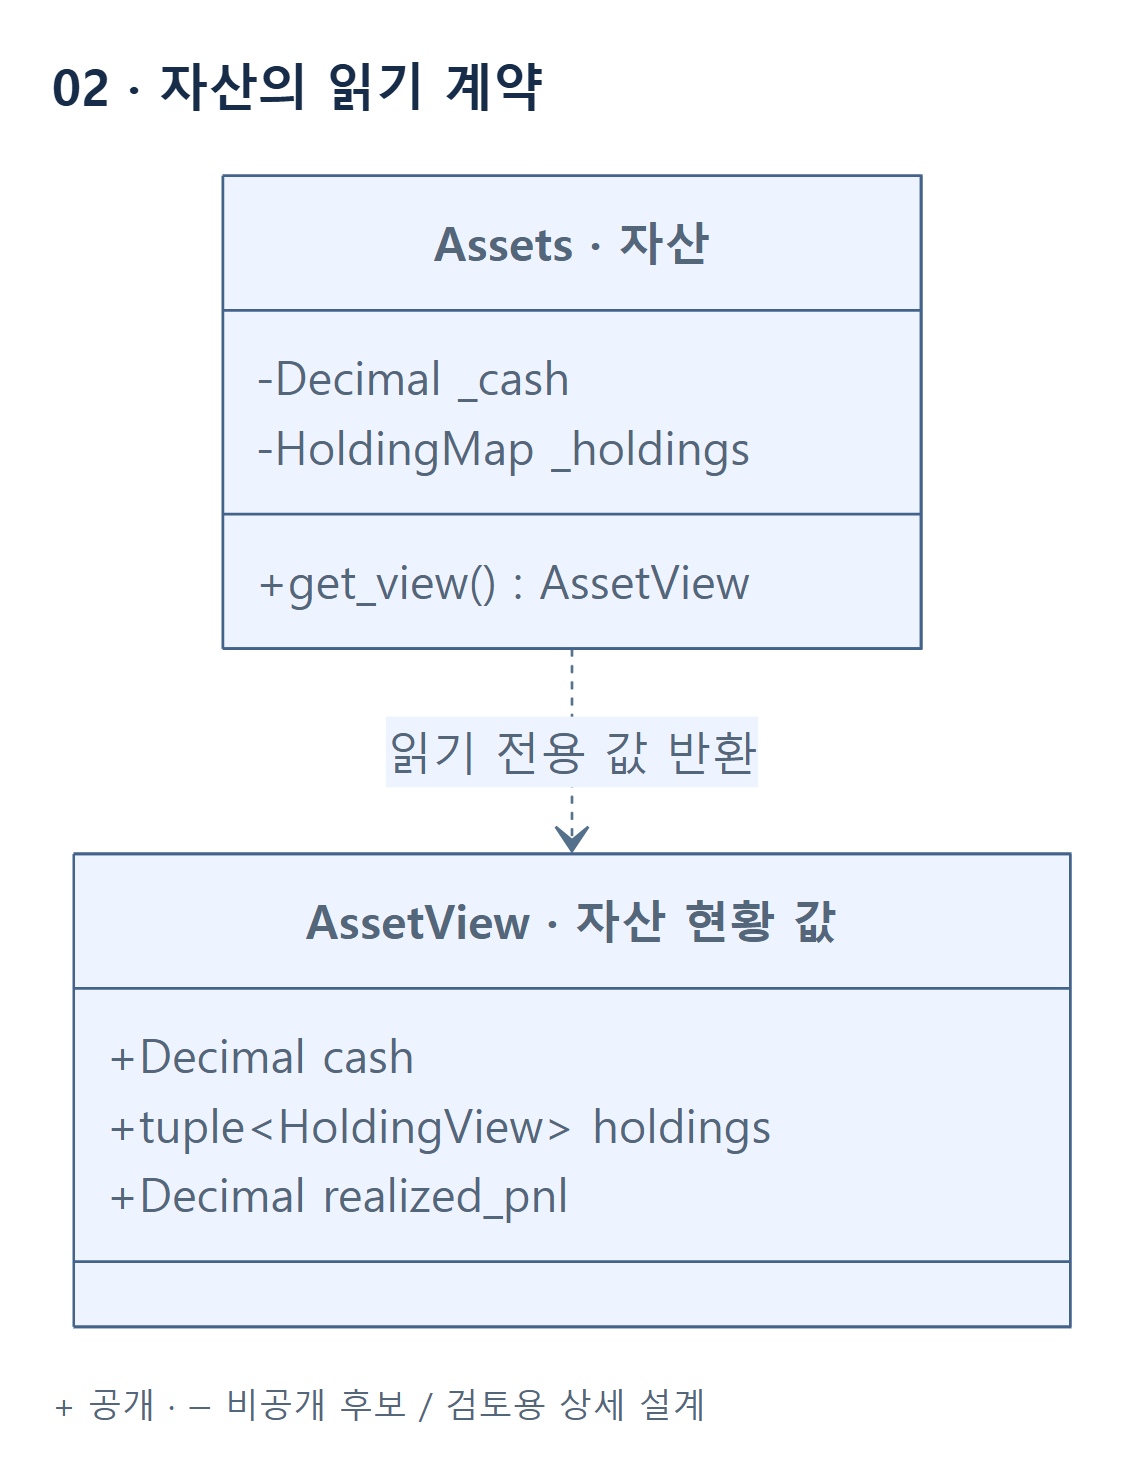 02 · 자산의 읽기 계약
Assets · 자산
-Decimal _cash
-HoldingMap _holdings
+get_view() : AssetView
읽기 전용 값 반환
AssetView · 자산 현황 값
+Decimal cash
+tuple<HoldingView> holdings
+Decimal realized_pnl
+ 공개 · − 비공개 후보 / 검토용 상세 설계